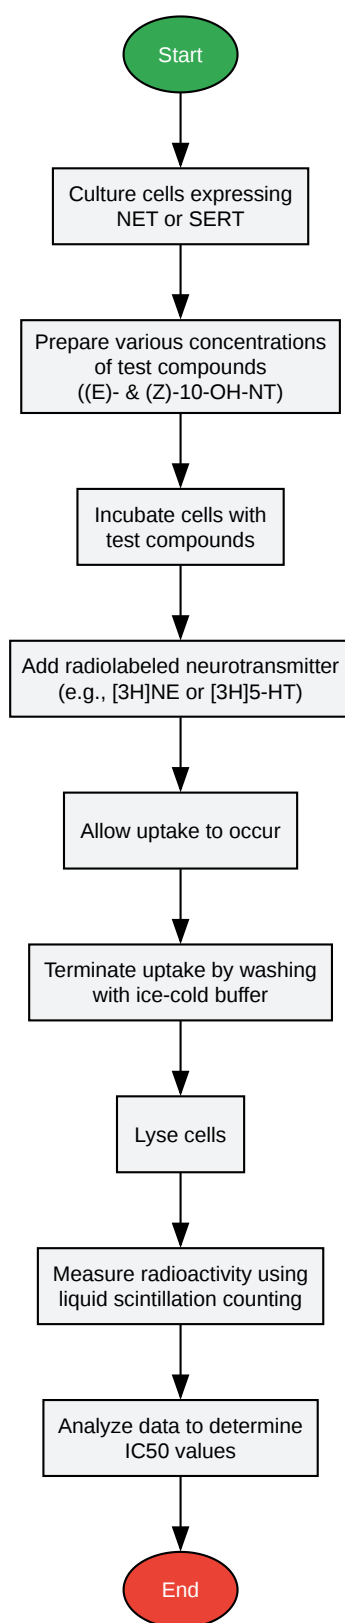 Start
Culture cells expressing
NET or SERT
Prepare various concentrations
of test compounds
((E)- & (Z)-10-OH-NT)
Incubate cells with
test compounds
Add radiolabeled neurotransmitter
(e.g., [3H]NE or [3H]5-HT)
Allow uptake to occur
Terminate uptake by washing
with ice-cold buffer
Lyse cells
Measure radioactivity using
liquid scintillation counting
Analyze data to determine
IC50 values
End